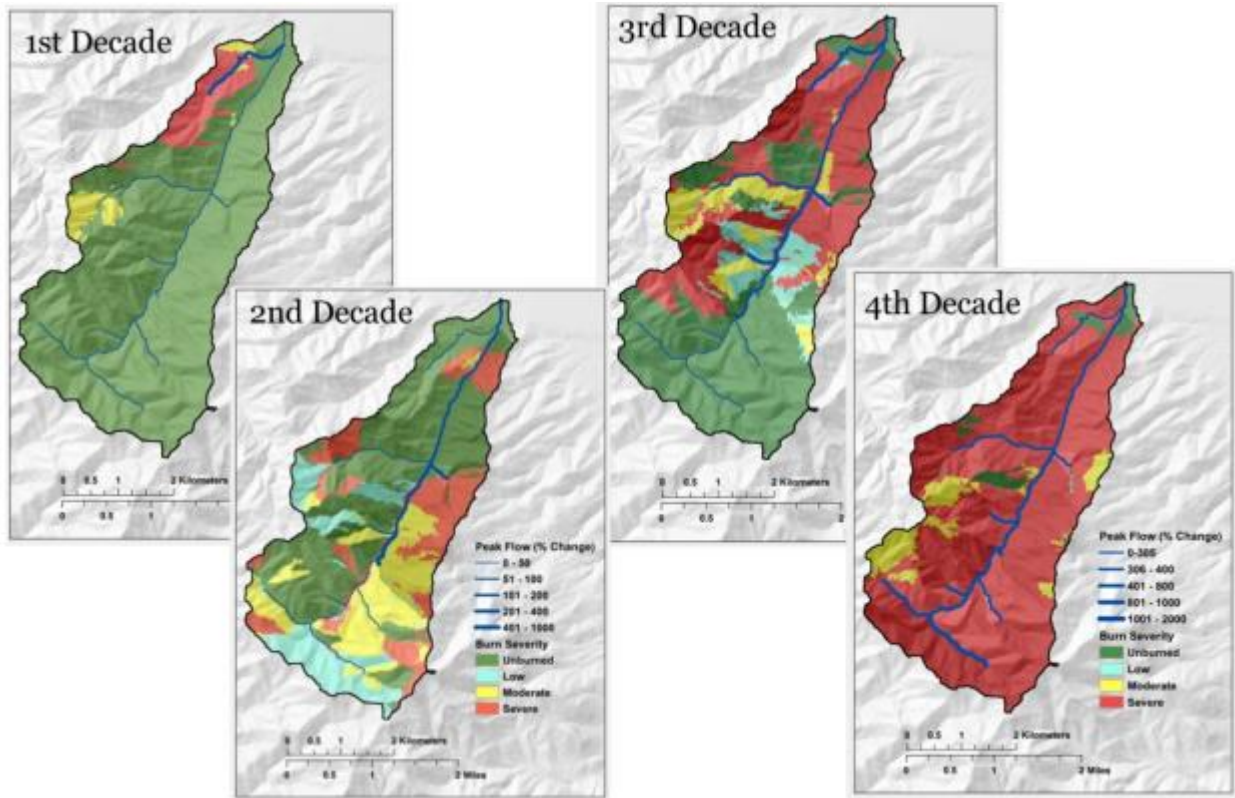 1st Decade
0 0.5 1 2 Kilometers
0 0.5 1
2nd Decade
Peak Flow (% Change)
0 - 50
51 - 100
101 - 200
201 - 400
401 - 1000
Burn Severity
Unburned
Low
Moderate
Severe
0 0.5 1 2 Kilometers
0 0.5 1 2 Miles
3rd Decade
0 0.5 1 2 Kilometers
0 0.5 1 2
4th Decade
Peak Flow (% Change)
0-305
306 - 400
401 - 800
801 - 1000
1001 - 2000
Burn Severity
Unburned
Low
Moderate
Severe
0 0.5 1 2 Kilometers
0 0.5 1 2 Miles